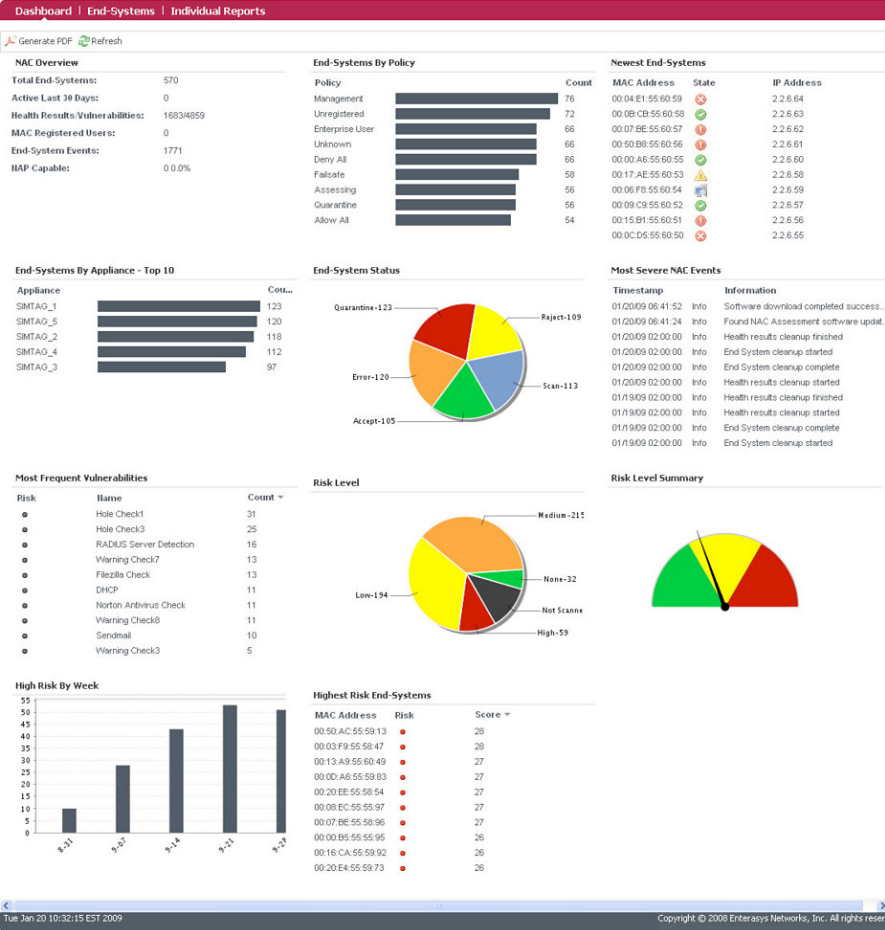 Dashboard | End-Systems | Individual Reports
Generate PDF Refresh
NAC Overview
Total End-Systems: 570
Active Last 30 Days: 0
Health Results/Vulnerabilities: 1683/4859
MAC Registered Users: 0
End-System Events: 1771
NAP Capable: 0 0.0%
End-Systems By Policy
Policy Count
Management 76
Unregistered 72
Enterprise User 66
Unknown 66
Deny All 66
Failsafe 58
Assessing 56
Quarantine 56
Allow All 54
Newest End-Systems
MAC Address State IP Address
00:04:E1:55:60:59 2.2.6.64
00:0B:CB:55:60:58 2.2.6.63
00:07:BE:55:60:57 2.2.6.62
00:50:B8:55:60:56 2.2.6.61
00:00:A6:55:60:55 2.2.6.60
00:17:AE:55:60:53 2.2.6.58
00:06:F8:55:60:54 2.2.6.59
00:09:C9:55:60:52 2.2.6.57
00:15:B1:55:60:51 2.2.6.56
00:0C:D5:55:60:50 2.2.6.55
End-Systems By Appliance - Top 10
Appliance Cou...
SIMTAG_1 123
SIMTAG_5 120
SIMTAG_2 118
SIMTAG_4 112
SIMTAG_3 97
End-System Status
Quarantine-123
Reject-109
Error-120
Scan-113
Accept-105
Most Severe NAC Events
Timestamp Information
01/20/09 06:41:52 Info Software download completed success...
01/20/09 06:41:24 Info Found NAC Assessment software updat.
01/20/09 02:00:00 Info Health results cleanup finished
01/20/09 02:00:00 Info End System cleanup started
01/20/09 02:00:00 Info End System cleanup complete
01/20/09 02:00:00 Info Health results cleanup started
01/19/09 02:00:00 Info Health results cleanup finished
01/19/09 02:00:00 Info Health results cleanup started
01/19/09 02:00:00 Info End System cleanup complete
01/19/09 02:00:00 Info End System cleanup started
Most Frequent Vulnerabilities
Risk Name Count
Hole Check1 31
Hole Check3 25
RADIUS Server Detection 16
Warning Check7 13
Filezilla Check 13
DHCP 11
Norton Antivirus Check 11
Warning Check8 11
Sendmail 10
Warning Check3 5
Risk Level
Medium-215
Low-194
None-32
Not Scanne
High-59
Risk Level Summary
High Risk By Week
55
50
45
40
35
30
25
20
15
10
5
0
8-31 9-07 9-14 9-21 9-28
Highest Risk End-Systems
MAC Address Risk Score
00:50:AC:55:59:13 28
00:03:F9:55:58:47 28
00:13:A9:55:60:49 27
00:0D:A6:55:59:83 27
00:20:EE:55:58:54 27
00:08:EC:55:55:97 27
00:07:BE:55:58:96 27
00:00:B5:55:55:95 26
00:16:CA:55:59:92 26
00:20:E4:55:59:73 26
Tue Jan 20 10:32:15 EST 2009
Copyright © 2008 Enterasys Networks, Inc. All rights reser